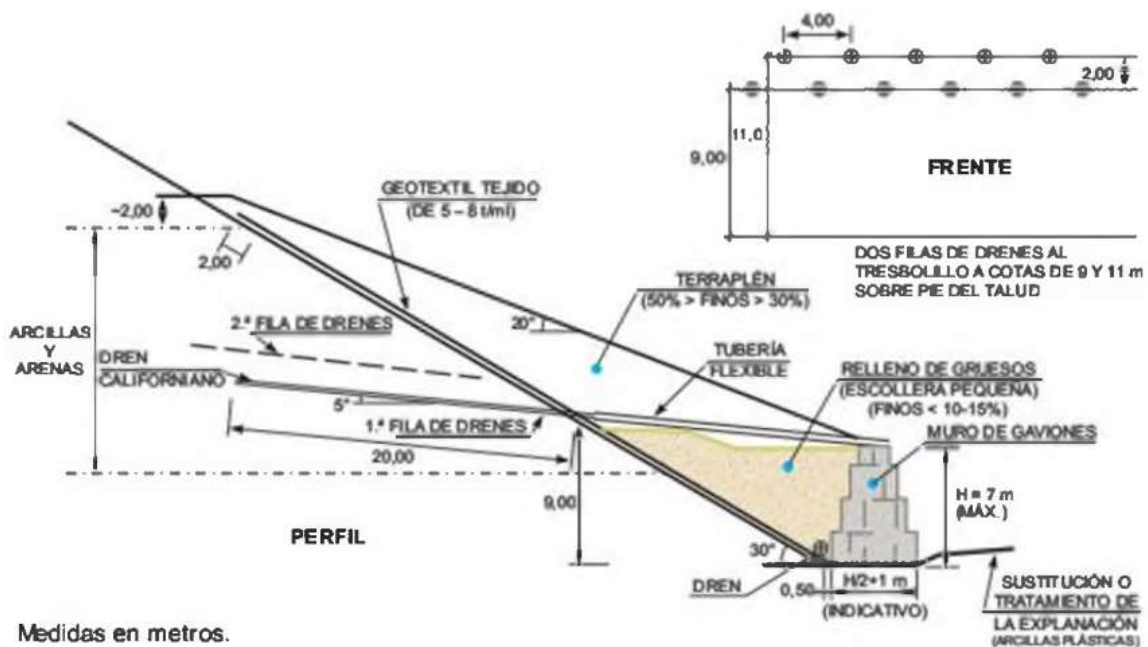 4,00
2,00
11,0
9,00
FRENTE
DOS FILAS DE DRENES AL
TRESBOLILLO A COTAS DE 9 Y 11 m
SOBRE PIE DEL TALUD
GEOTEXTIL TEJIDO
(DE 5 – 8 t/ml)
~2,00
2,00
TERRAPLÉN
(50% > FINOS > 30%)
20°
ARCILLAS
Y
ARENAS
2.ª FILA DE DRENES
DREN
CALIFORNIANO
TUBERÍA
FLEXIBLE
RELLENO DE GRUESOS
(ESCOLLERA PEQUEÑA)
(FINOS < 10-15%)
5°
1.ª FILA DE DRENES
MURO DE GAVIONES
20,00
9,00
H = 7 m
(MÁX.)
PERFIL
30°
DREN
0,50
H/2+1 m
(INDICATIVO)
SUSTITUCIÓN O
TRATAMIENTO DE
LA EXPLANACIÓN
(ARCILLAS PLÁSTICAS)
Medidas en metros.